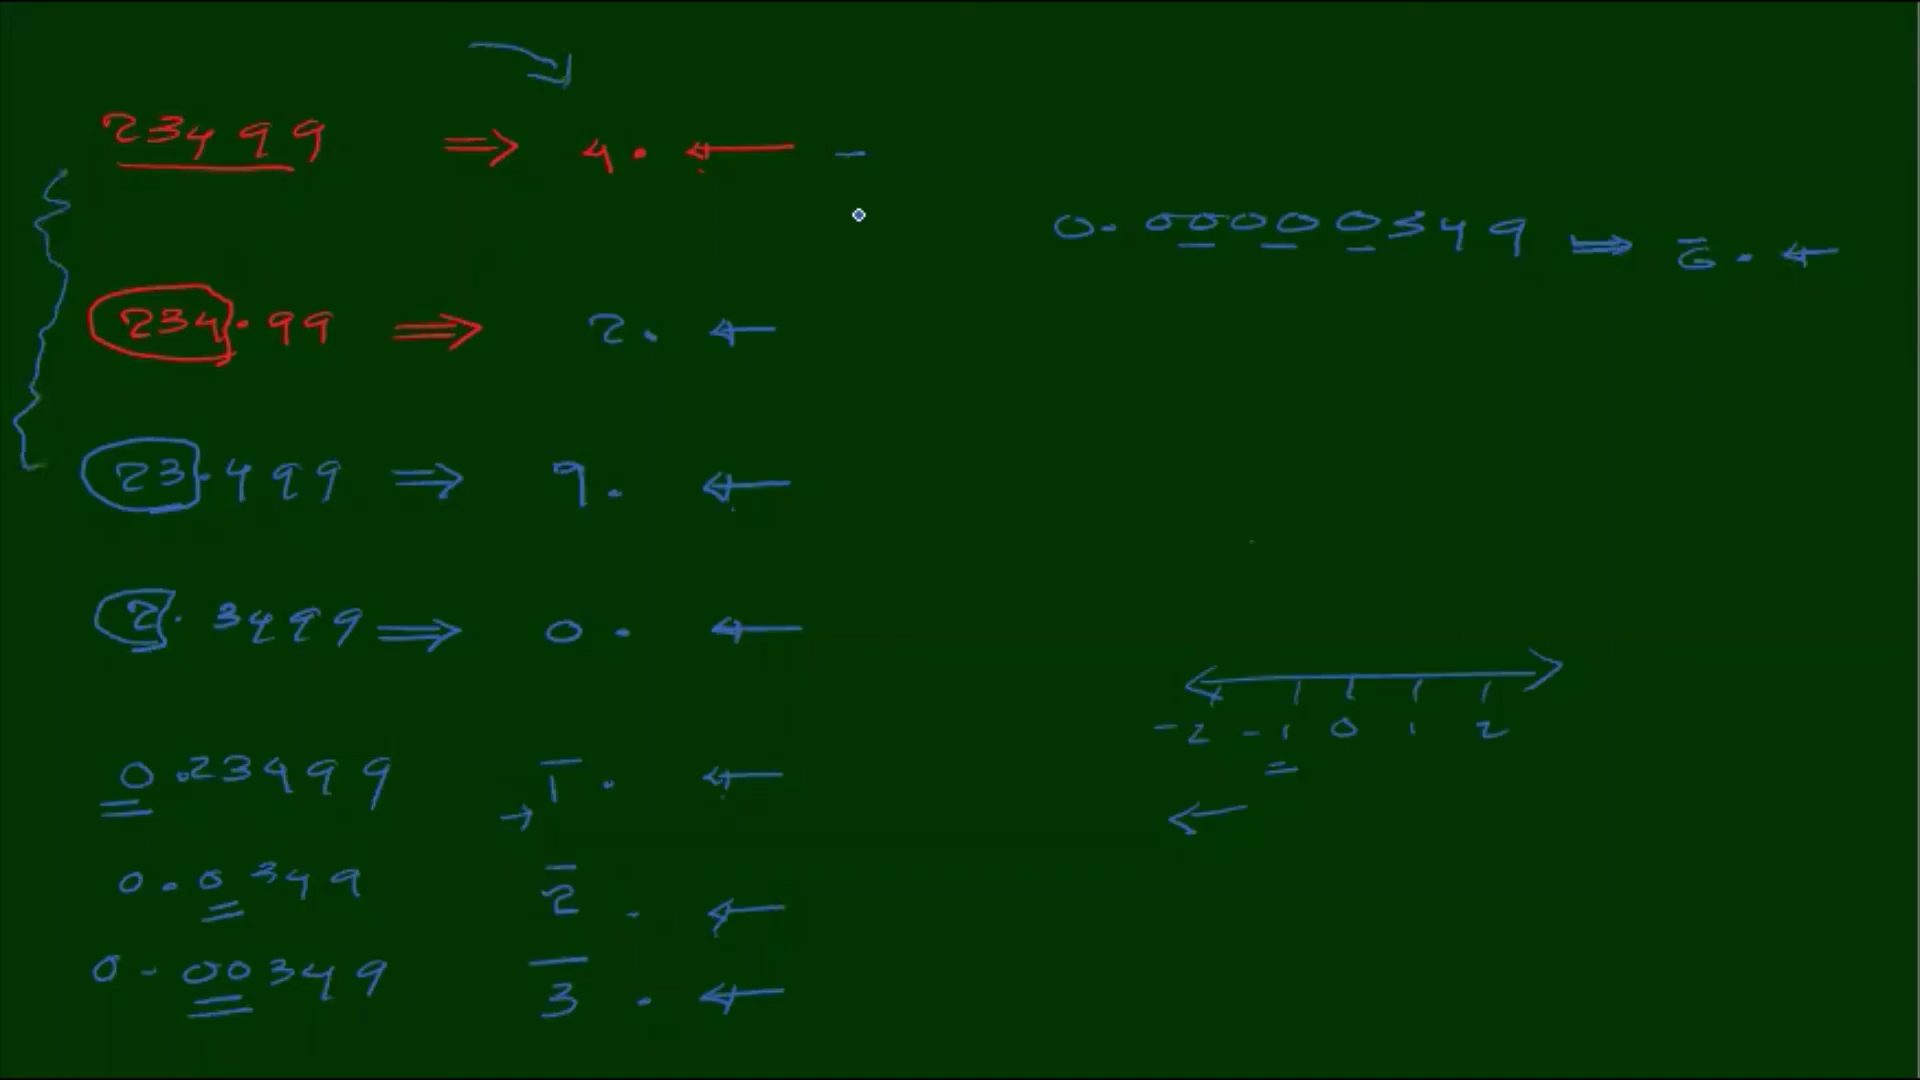 23499 ⇒ 4. ← –
0.00000349 ⇒ 6̄. ←
234.99 ⇒ 2. ←
23.499 ⇒ 9. ←
2.3499 ⇒ 0. ←
-2 -1 0 1 2
0.23499 → 1̄. ←
0.0349 2̄. ←
0.00349 3̄. ←